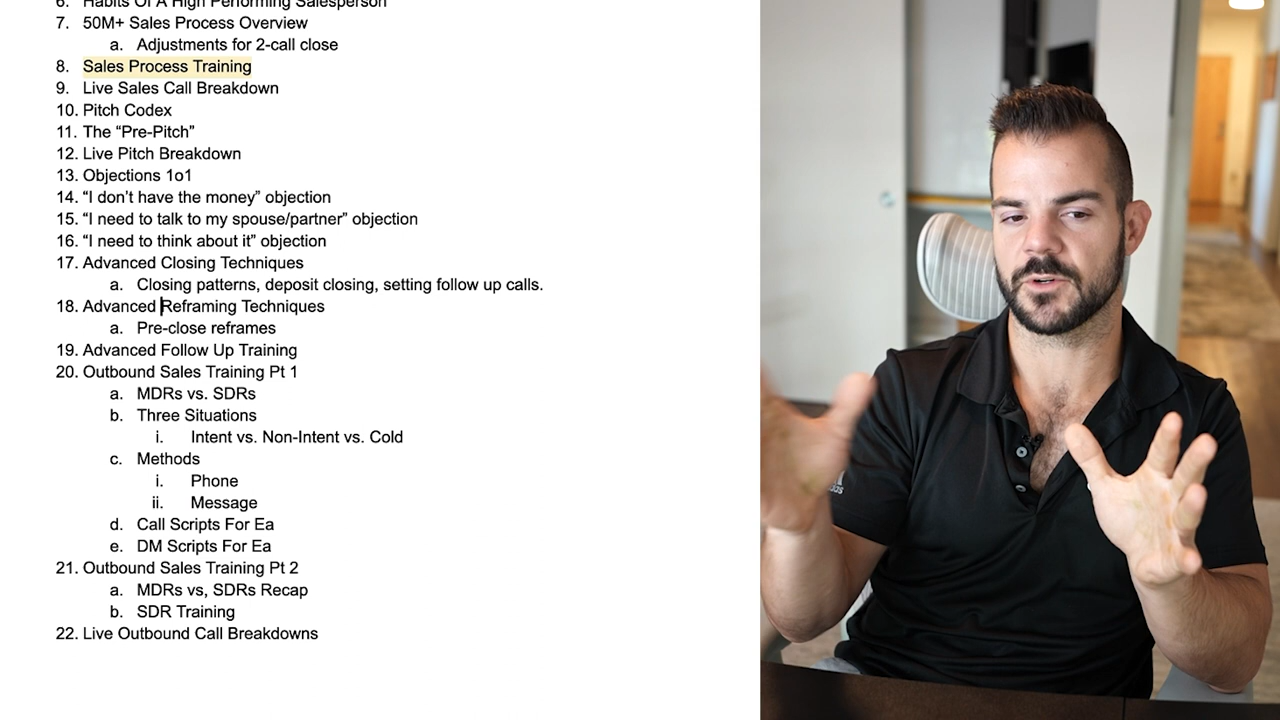 6. Habits Of A High Performing Salesperson
7. 50M+ Sales Process Overview
a. Adjustments for 2-call close
8. Sales Process Training
9. Live Sales Call Breakdown
10. Pitch Codex
11. The “Pre-Pitch”
12. Live Pitch Breakdown
13. Objections 1o1
14. “I don’t have the money” objection
15. “I need to talk to my spouse/partner” objection
16. “I need to think about it” objection
17. Advanced Closing Techniques
a. Closing patterns, deposit closing, setting follow up calls.
18. Advanced Reframing Techniques
a. Pre-close reframes
19. Advanced Follow Up Training
20. Outbound Sales Training Pt 1
a. MDRs vs. SDRs
b. Three Situations
i. Intent vs. Non-Intent vs. Cold
c. Methods
i. Phone
ii. Message
d. Call Scripts For Ea
e. DM Scripts For Ea
21. Outbound Sales Training Pt 2
a. MDRs vs, SDRs Recap
b. SDR Training
22. Live Outbound Call Breakdowns